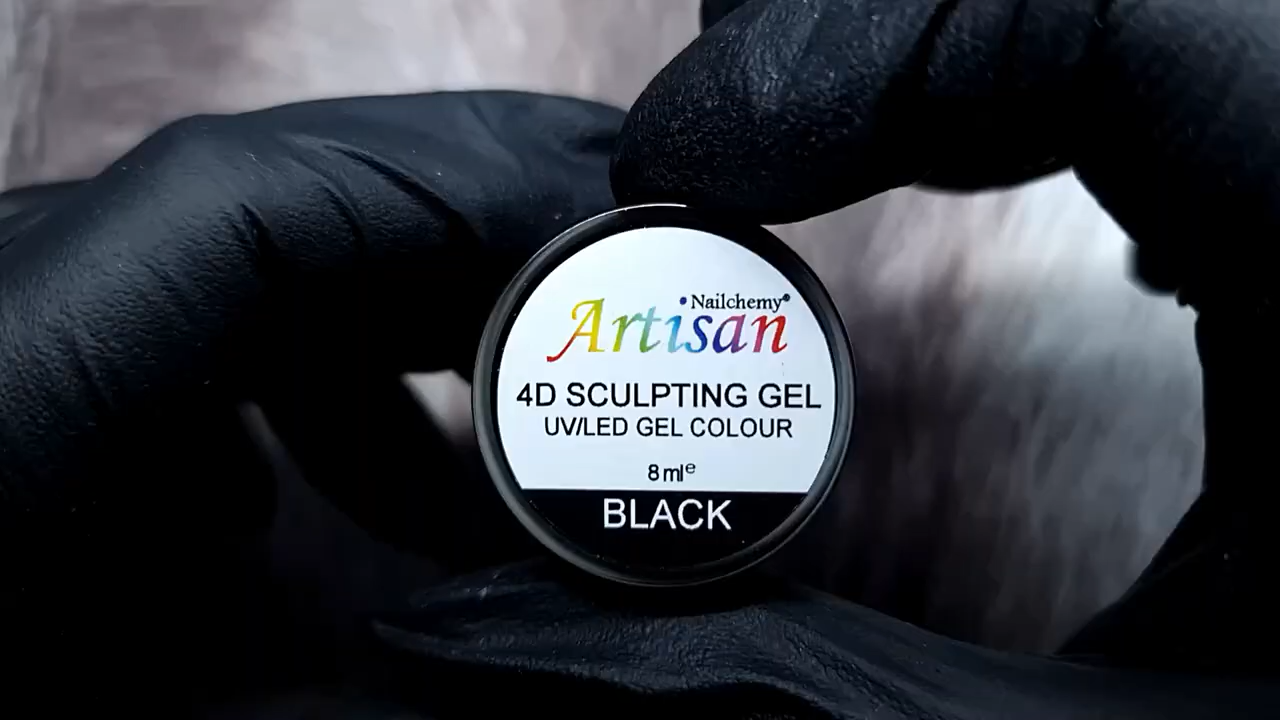 Nailchemy®
Artisan
4D SCULPTING GEL
UV/LED GEL COLOUR
8 ml e
BLACK